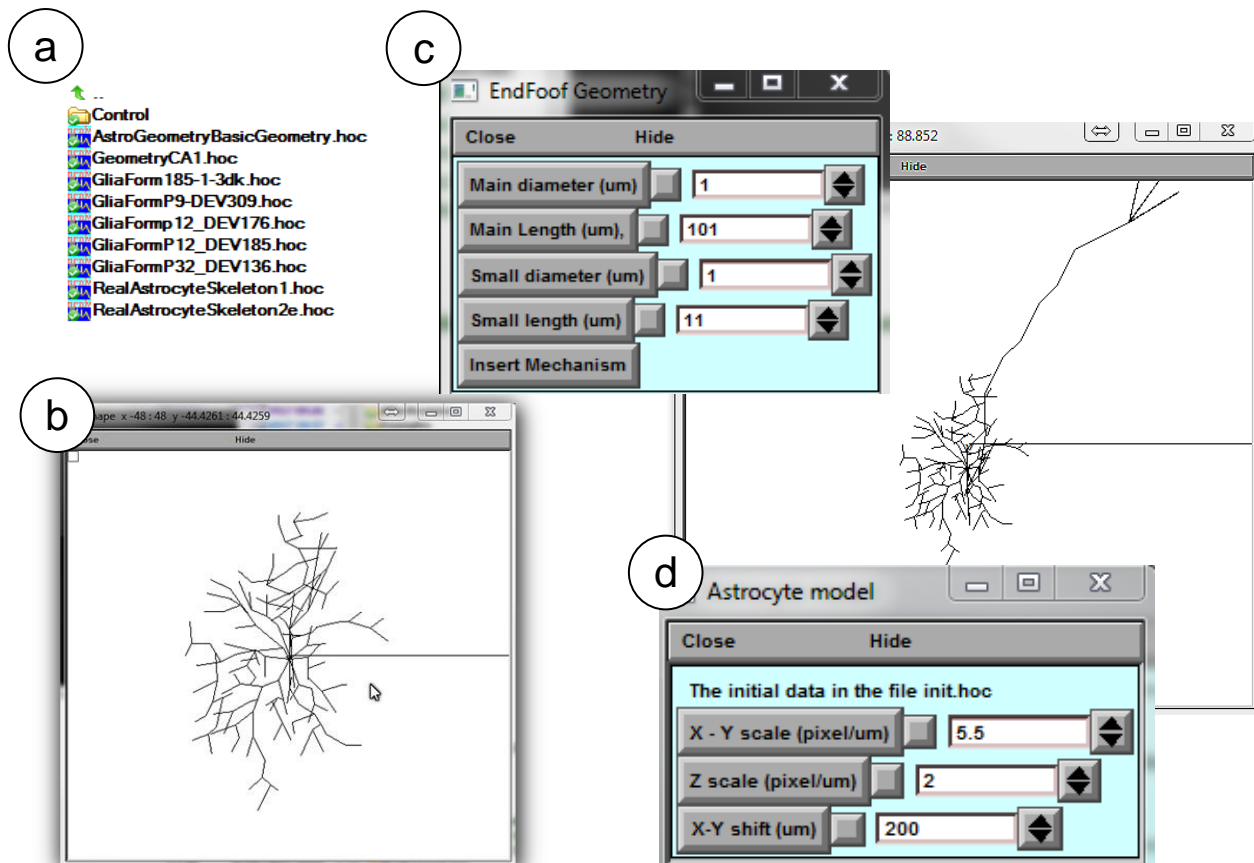 a
..
Control
AstroGeometryBasicGeometry.hoc
GeometryCA1.hoc
GliaForm185-1-3dk.hoc
GliaFormP9-DEV309.hoc
GliaFormp12_DEV176.hoc
GliaFormP12_DEV185.hoc
GliaFormP32_DEV136.hoc
RealAstrocyteSkeleton1.hoc
RealAstrocyteSkeleton2e.hoc
c
EndFoof Geometry
Close Hide
Main diameter (um) 1
Main Length (um), 101
Small diameter (um) 1
Small length (um) 11
Insert Mechanism
: 88.852
Hide
b
hape x -48 : 48 y -44.4261 : 44.4259
ose Hide
d
Astrocyte model
Close Hide
The initial data in the file init.hoc
X - Y scale (pixel/um) 5.5
Z scale (pixel/um) 2
X-Y shift (um) 200